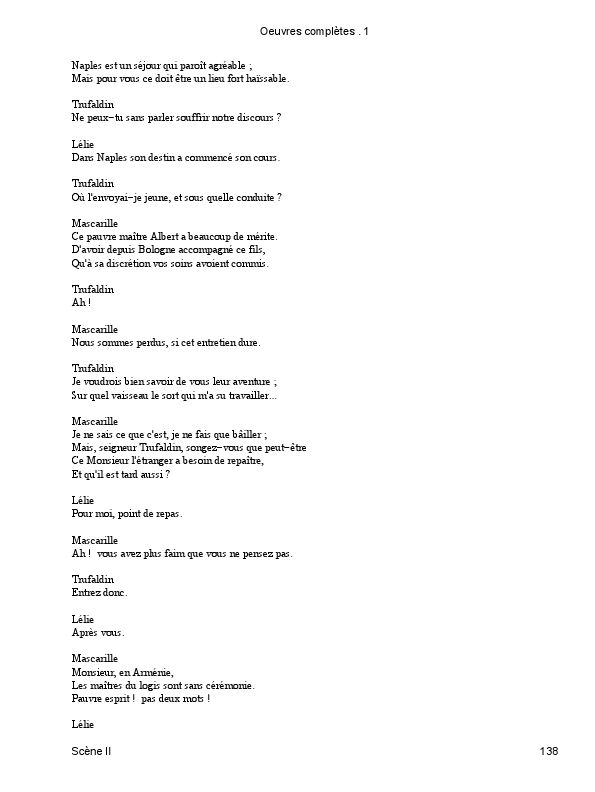 Oeuvres complètes . 1
Naples est un séjour qui paroît agréable ;
Mais pour vous ce doit être un lieu fort haïssable.
Trufaldin
Ne peux−tu sans parler souffrir notre discours ?
Lélie
Dans Naples son destin a commencé son cours.
Trufaldin
Où l'envoyai−je jeune, et sous quelle conduite ?
Mascarille
Ce pauvre maître Albert a beaucoup de mérite.
D'avoir depuis Bologne accompagné ce fils,
Qu'à sa discrétion vos soins avoient commis.
Trufaldin
Ah !
Mascarille
Nous sommes perdus, si cet entretien dure.
Trufaldin
Je voudrois bien savoir de vous leur aventure ;
Sur quel vaisseau le sort qui m'a su travailler...
Mascarille
Je ne sais ce que c'est, je ne fais que bâiller ;
Mais, seigneur Trufaldin, songez−vous que peut−être
Ce Monsieur l'étranger a besoin de repaître,
Et qu'il est tard aussi ?
Lélie
Pour moi, point de repas.
Mascarille
Ah !  vous avez plus faim que vous ne pensez pas.
Trufaldin
Entrez donc.
Lélie
Après vous.
Mascarille
Monsieur, en Arménie,
Les maîtres du logis sont sans cérémonie.
Pauvre esprit !  pas deux mots !
Lélie
Scène II 138